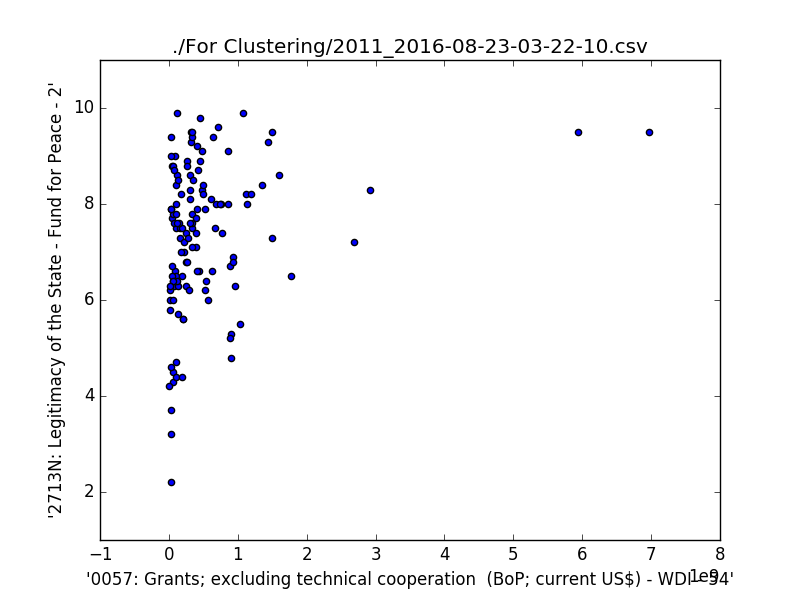 ./For Clustering/2011_2016-08-23-03-22-10.csv
'2713N: Legitimacy of the State - Fund for Peace - 2'
10
8
6
4
2
−1 0 1 2 3 4 5 6 7 8
1e9
'0057: Grants; excluding technical cooperation (BoP; current US$) - WDI - 54'